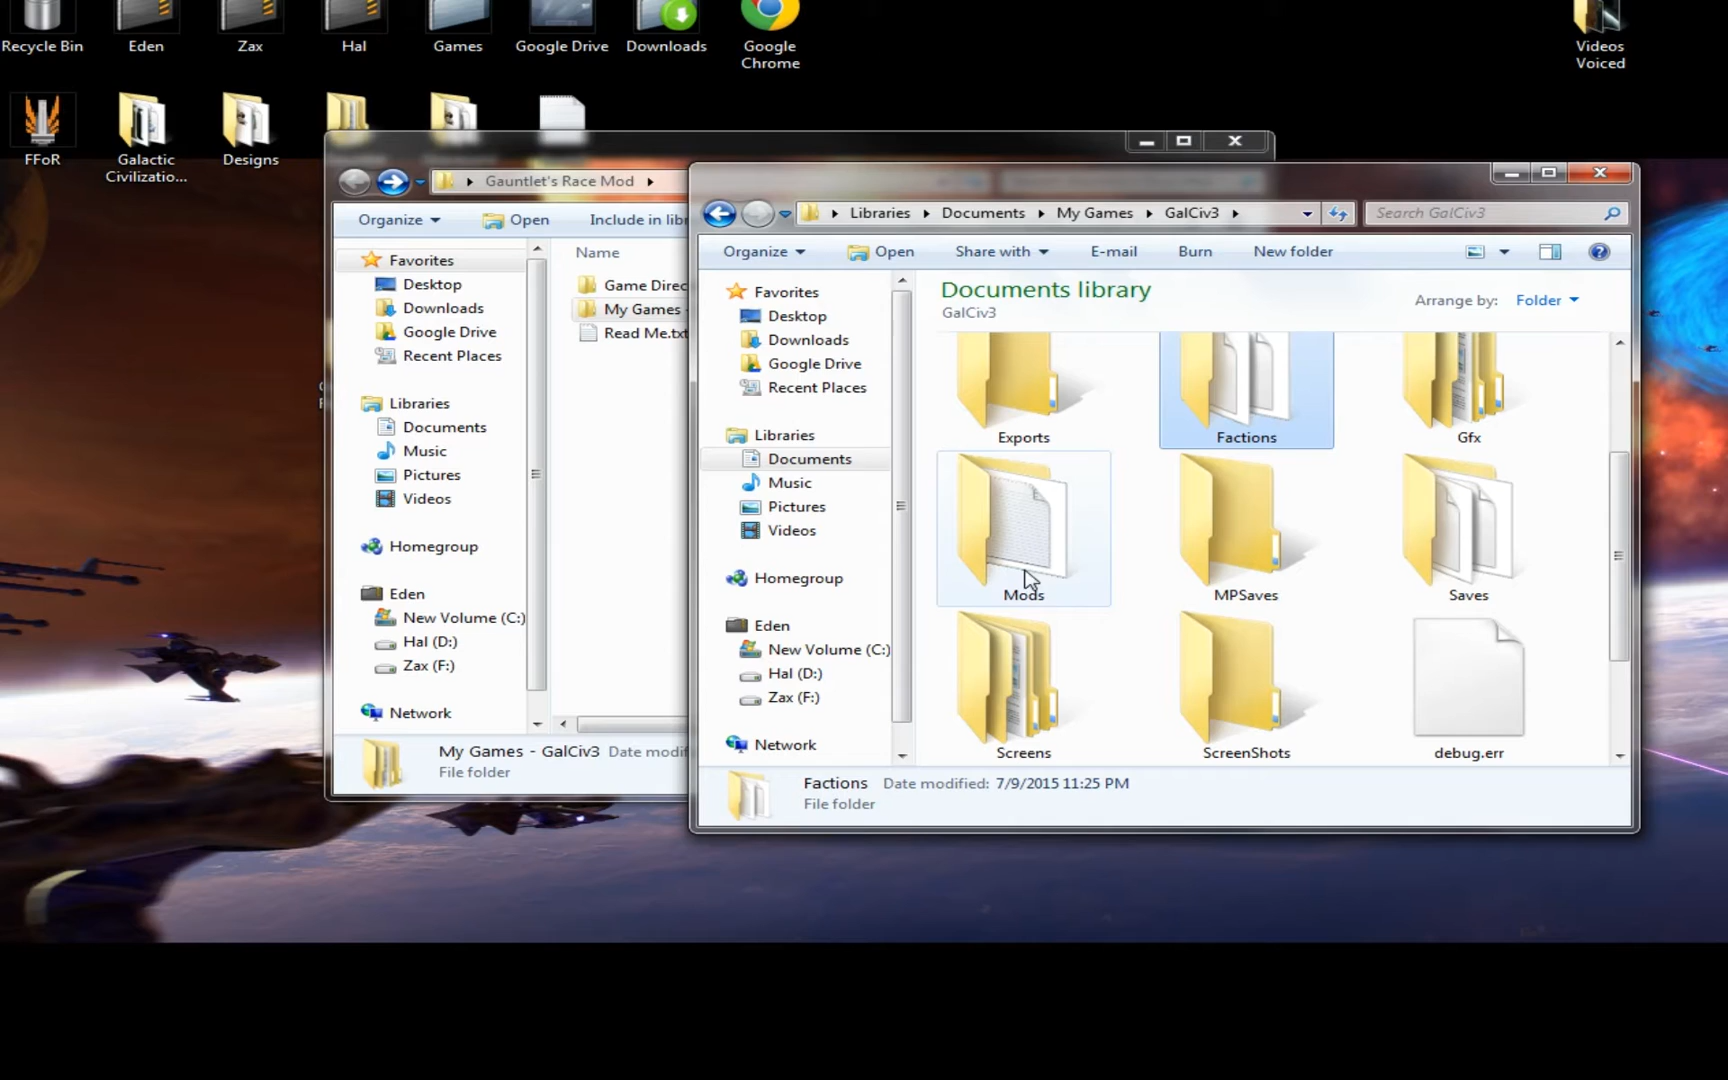 Recycle Bin
Eden
Zax
Hal
Games
Google Drive
Downloads
Google
Chrome
Videos
Voiced
FFoR
Galactic
Civilizatio...
Designs
Gauntlet's Race Mod
Organize
Open
Include in libr
Favorites
Desktop
Downloads
Google Drive
Recent Places
Libraries
Documents
Music
Pictures
Videos
Homegroup
Eden
New Volume (C:)
Hal (D:)
Zax (F:)
Network
Name
Game Direc
My Games -
Read Me.txt
My Games - GalCiv3 Date modif
File folder
Libraries
Documents
My Games
GalCiv3
Search GalCiv3
Organize
Open
Share with
E-mail
Burn
New folder
Favorites
Desktop
Downloads
Google Drive
Recent Places
Libraries
Documents
Music
Pictures
Videos
Homegroup
Eden
New Volume (C:)
Hal (D:)
Zax (F:)
Network
Documents library
GalCiv3
Arrange by: Folder
Exports
Factions
Gfx
Mods
MPSaves
Saves
Screens
ScreenShots
debug.err
Factions Date modified: 7/9/2015 11:25 PM
File folder